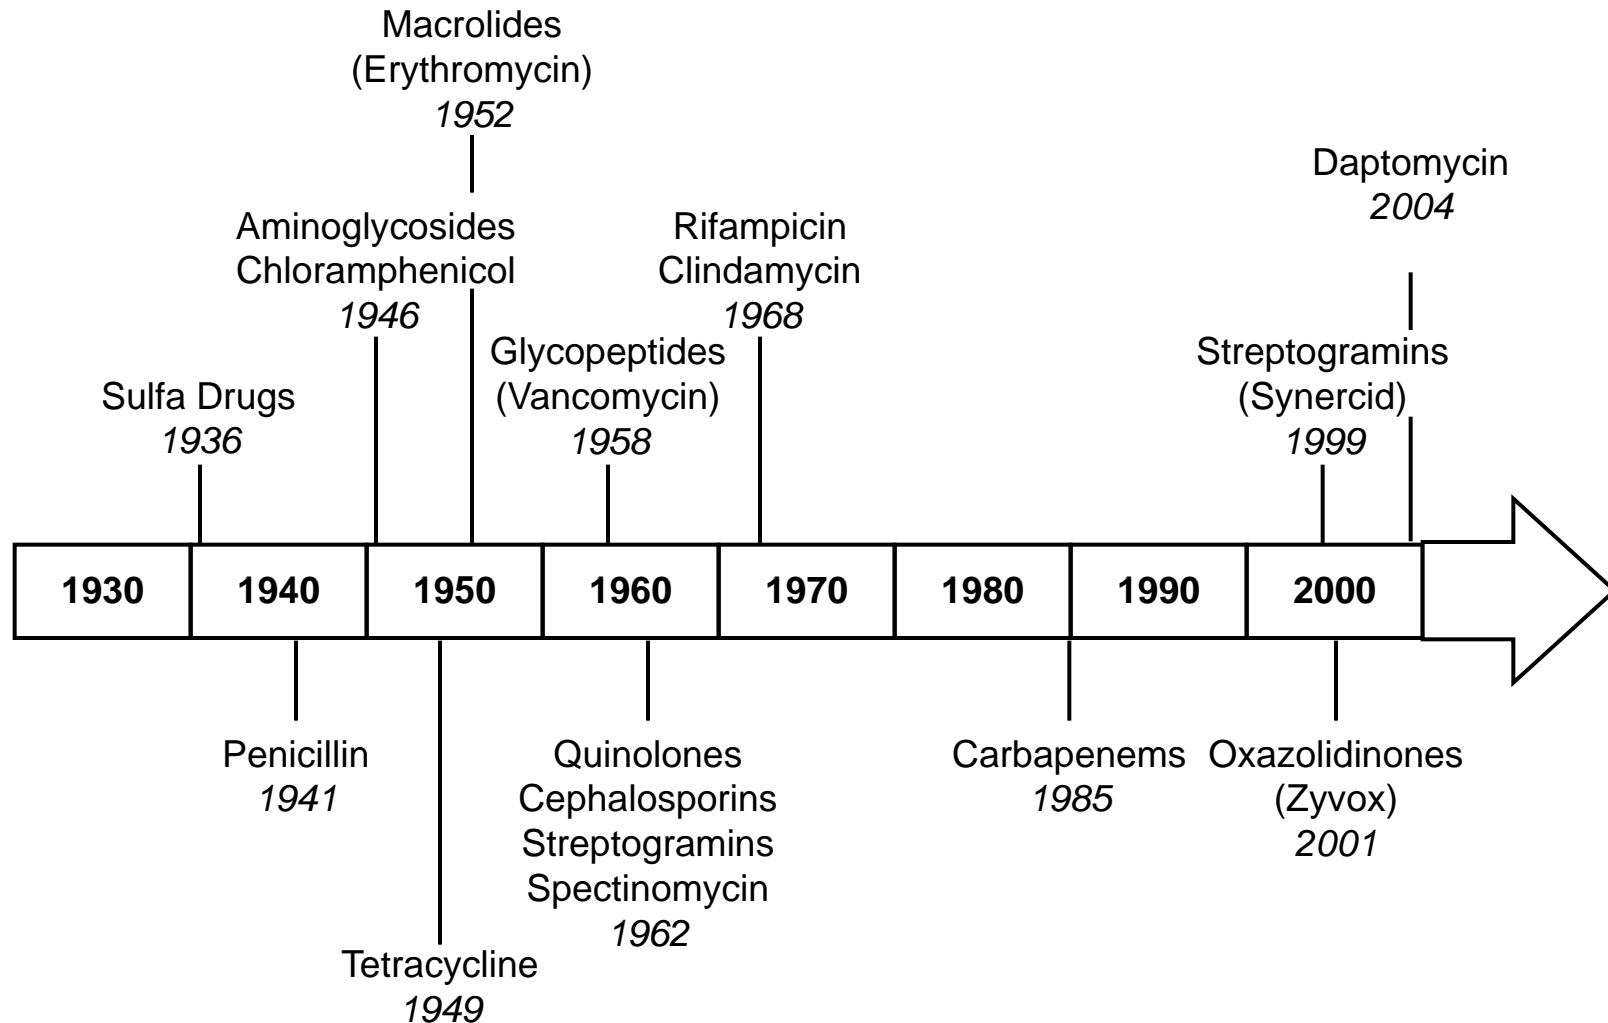 Macrolides
(Erythromycin)
1952
Daptomycin
2004
Aminoglycosides
Chloramphenicol
1946
Rifampicin
Clindamycin
1968
Glycopeptides
(Vancomycin)
1958
Streptogramins
(Synercid)
1999
Sulfa Drugs
1936
1930 1940 1950 1960 1970 1980 1990 2000
Penicillin
1941
Quinolones
Cephalosporins
Streptogramins
Spectinomycin
1962
Carbapenems
1985
Oxazolidinones
(Zyvox)
2001
Tetracycline
1949